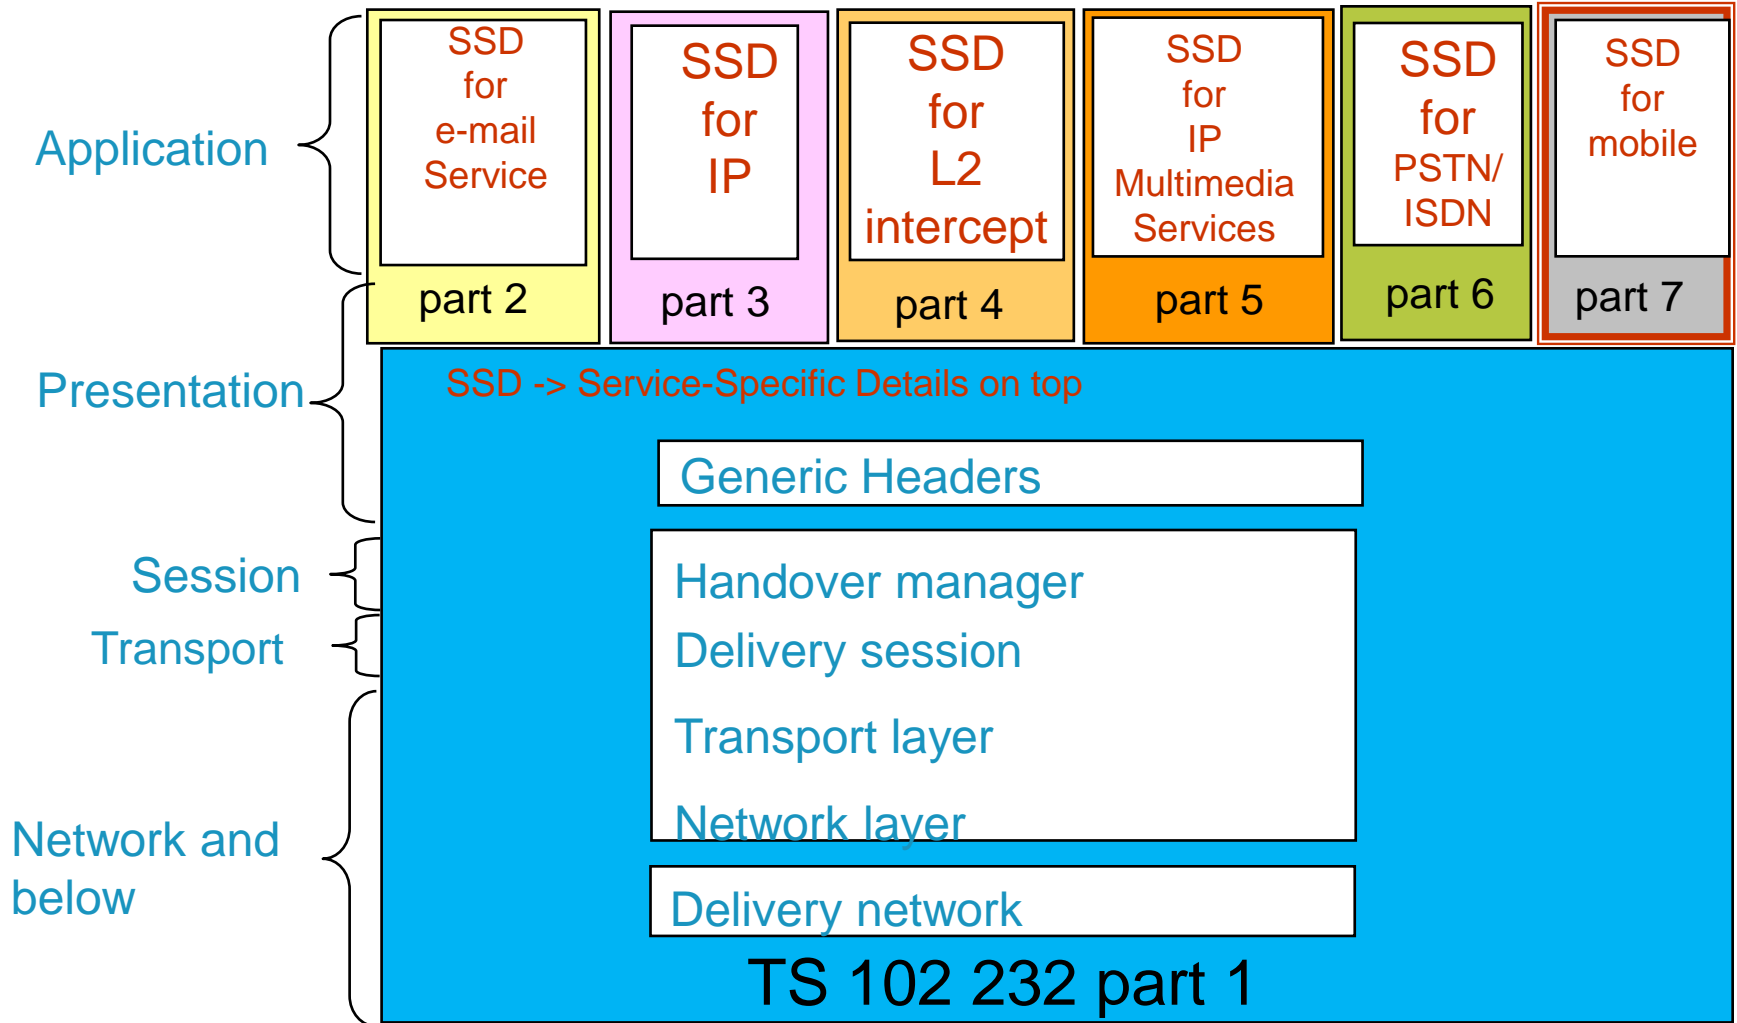 Application
SSD
for
e-mail
Service
part 2
SSD
for
IP
part 3
SSD
for
L2
intercept
part 4
SSD
for
IP
Multimedia
Services
part 5
SSD
for
PSTN/
ISDN
part 6
SSD
for
mobile
part 7
Presentation
SSD -> Service-Specific Details on top
Generic Headers
Session
Handover manager
Transport
Delivery session
Transport layer
Network and
below
Network layer
Delivery network
TS 102 232 part 1